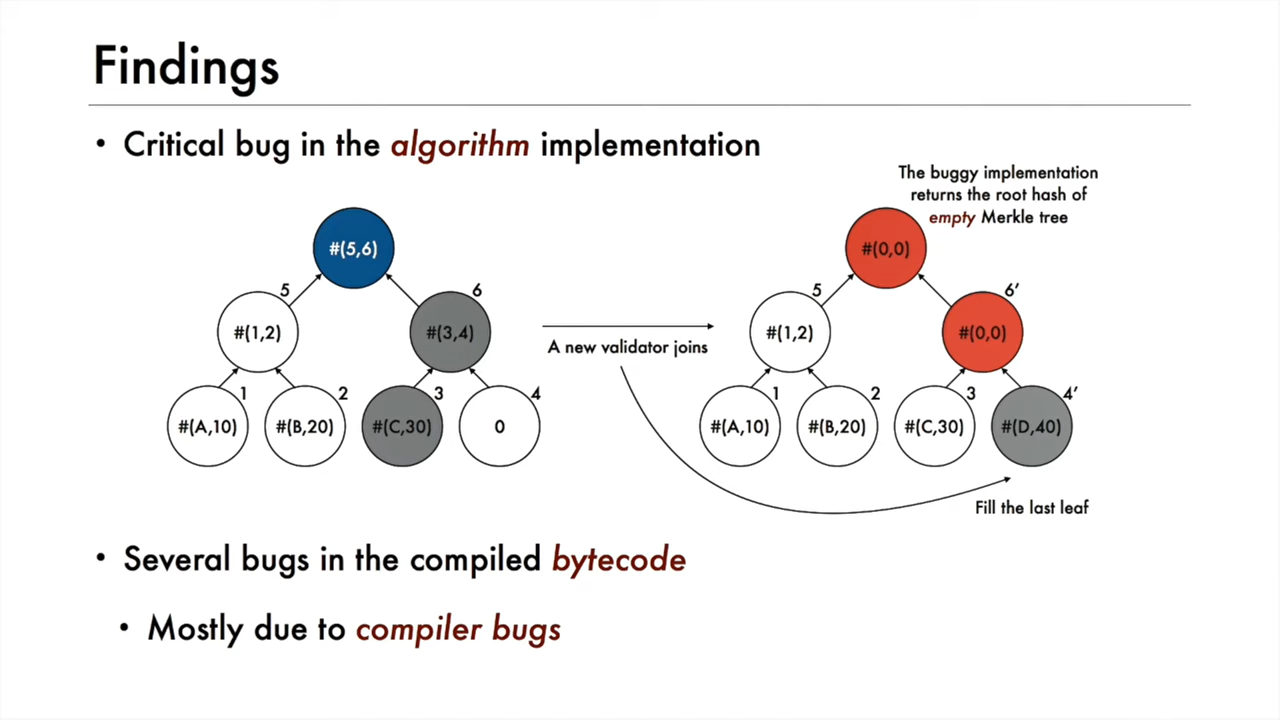 Findings
• Critical bug in the algorithm implementation
The buggy implementation
returns the root hash of
empty Merkle tree
#(5,6)
5
6
#(1,2)
#(3,4)
1
2
3
4
#(A,10)
#(B,20)
#(C,30)
0
A new validator joins
#(0,0)
5
6′
#(1,2)
#(0,0)
1
2
3
4′
#(A,10)
#(B,20)
#(C,30)
#(D,40)
Fill the last leaf
• Several bugs in the compiled bytecode
• Mostly due to compiler bugs